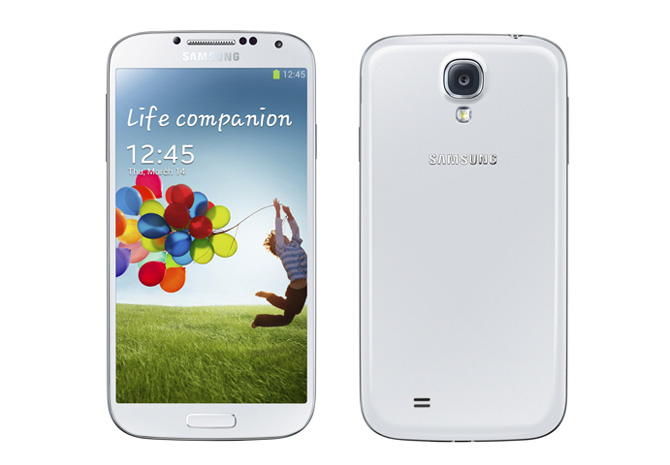 SAMSUNG
12:45
Life companion
12:45
Thu, March 14
SAMSUNG